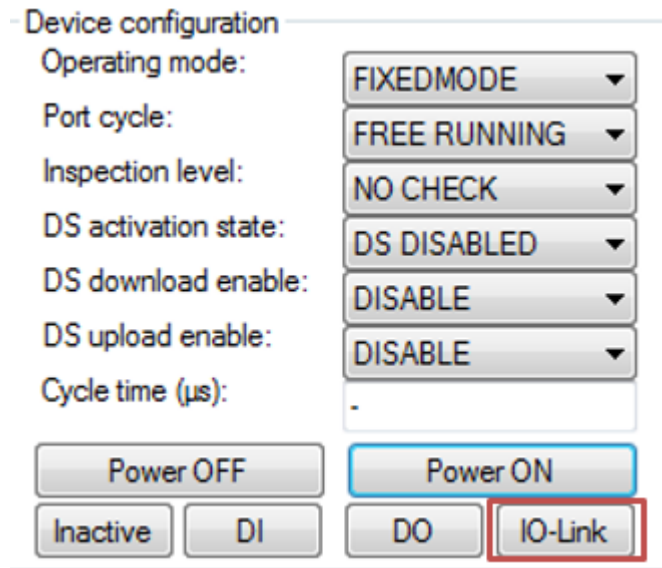 Device configuration
Operating mode: FIXEDMODE
Port cycle: FREE RUNNING
Inspection level: NO CHECK
DS activation state: DS DISABLED
DS download enable: DISABLE
DS upload enable: DISABLE
Cycle time (µs): -
Power OFF Power ON
Inactive DI DO IO-Link